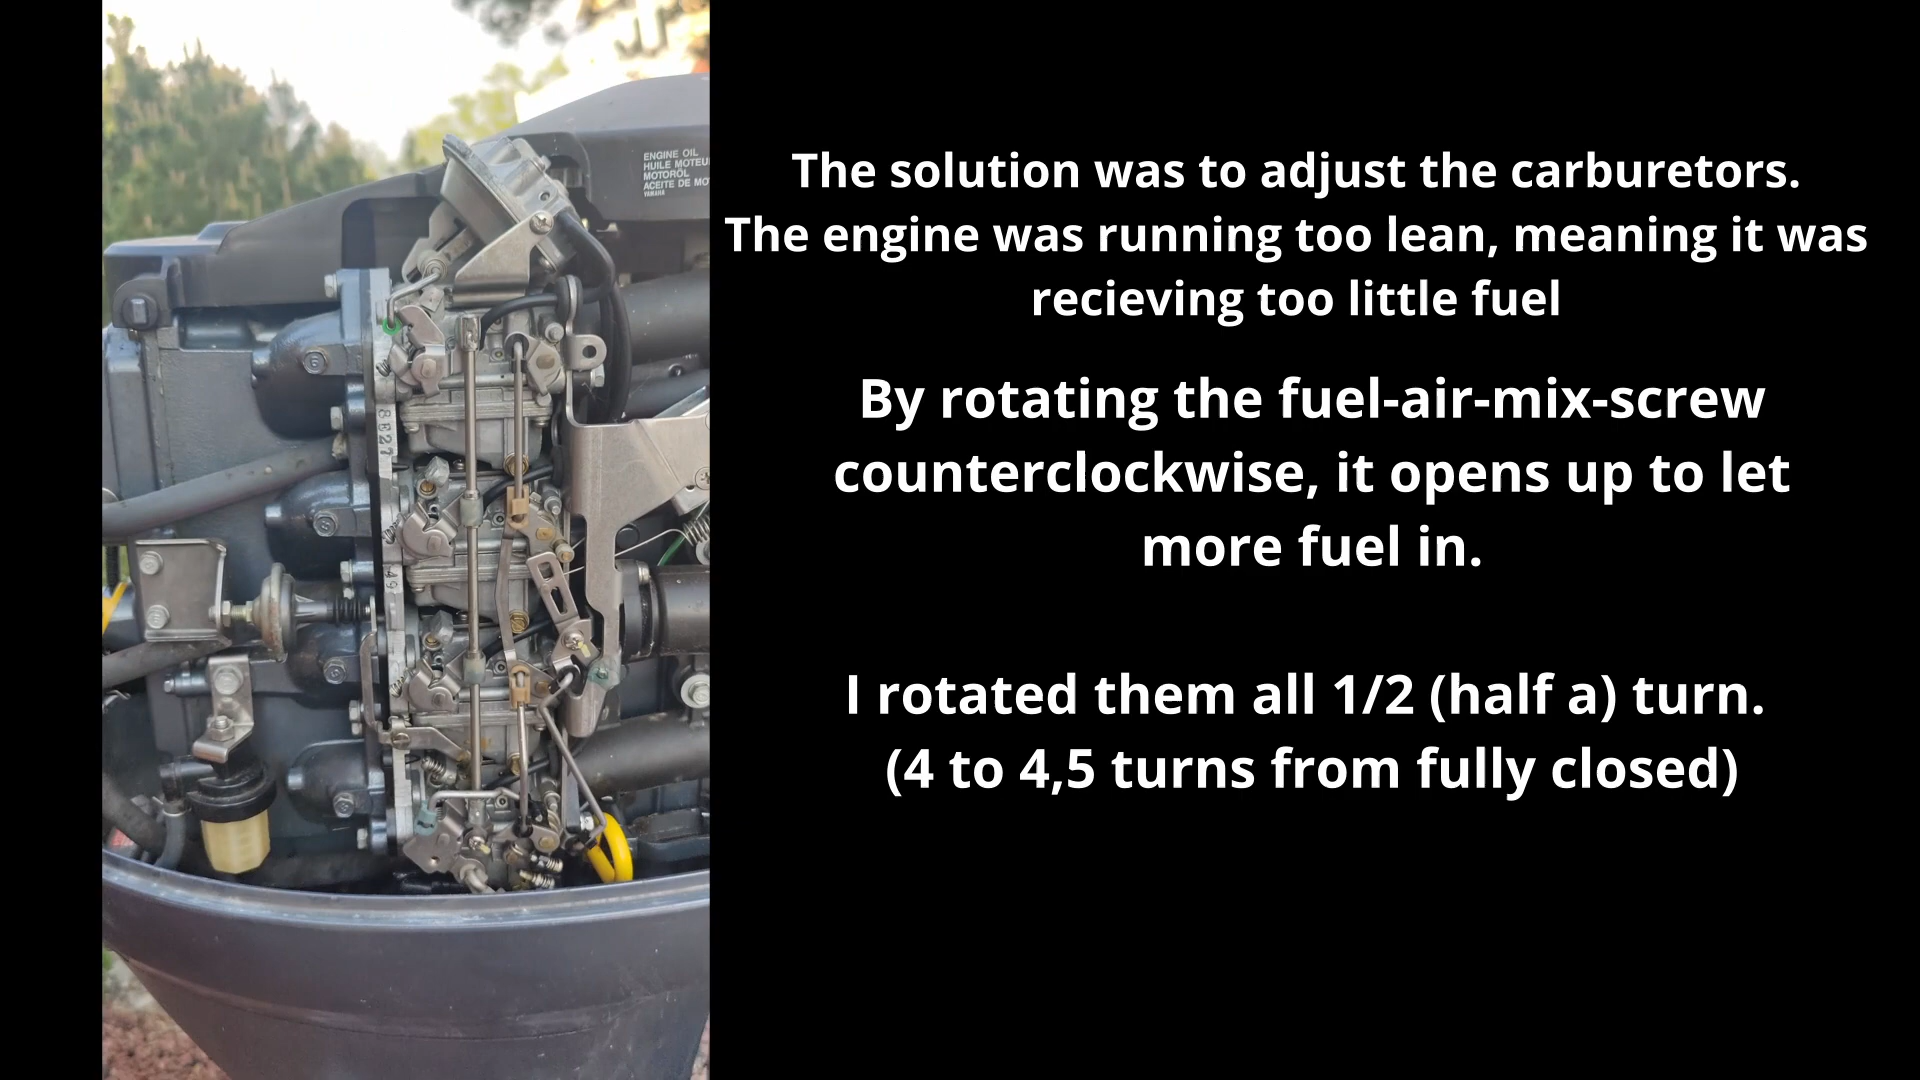 ENGINE OIL
HUILE MOTEU
MOTORÖL
ACEITE DE MO
YAMAHA
8E27
49
The solution was to adjust the carburetors.
The engine was running too lean, meaning it was
recieving too little fuel
By rotating the fuel-air-mix-screw
counterclockwise, it opens up to let
more fuel in.
I rotated them all 1/2 (half a) turn.
(4 to 4,5 turns from fully closed)